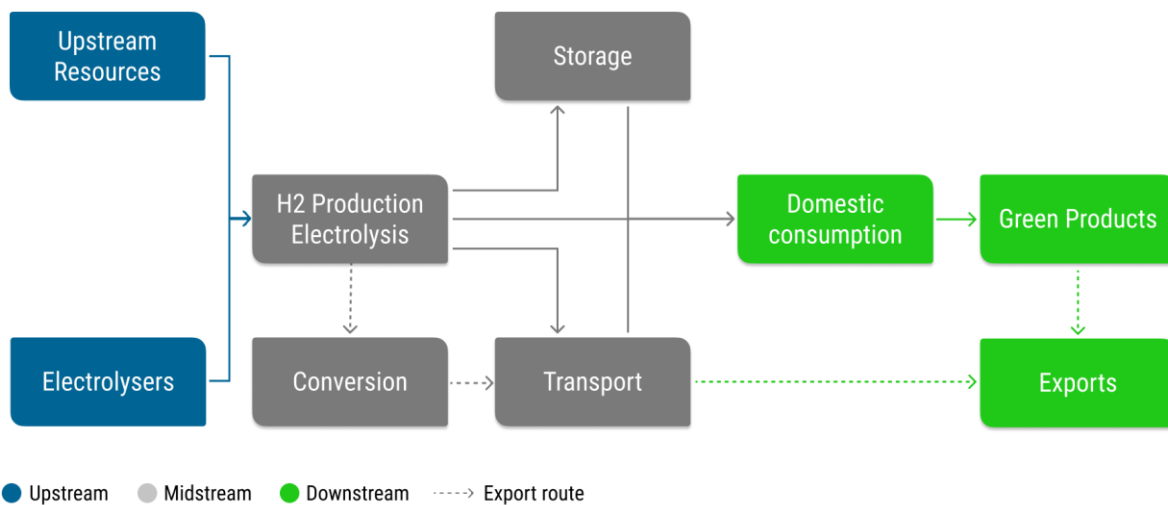 Upstream
Resources
Storage
H2 Production
Electrolysis
Domestic
consumption
Green Products
Electrolysers
Conversion
Transport
Exports
Upstream
Midstream
Downstream
Export route